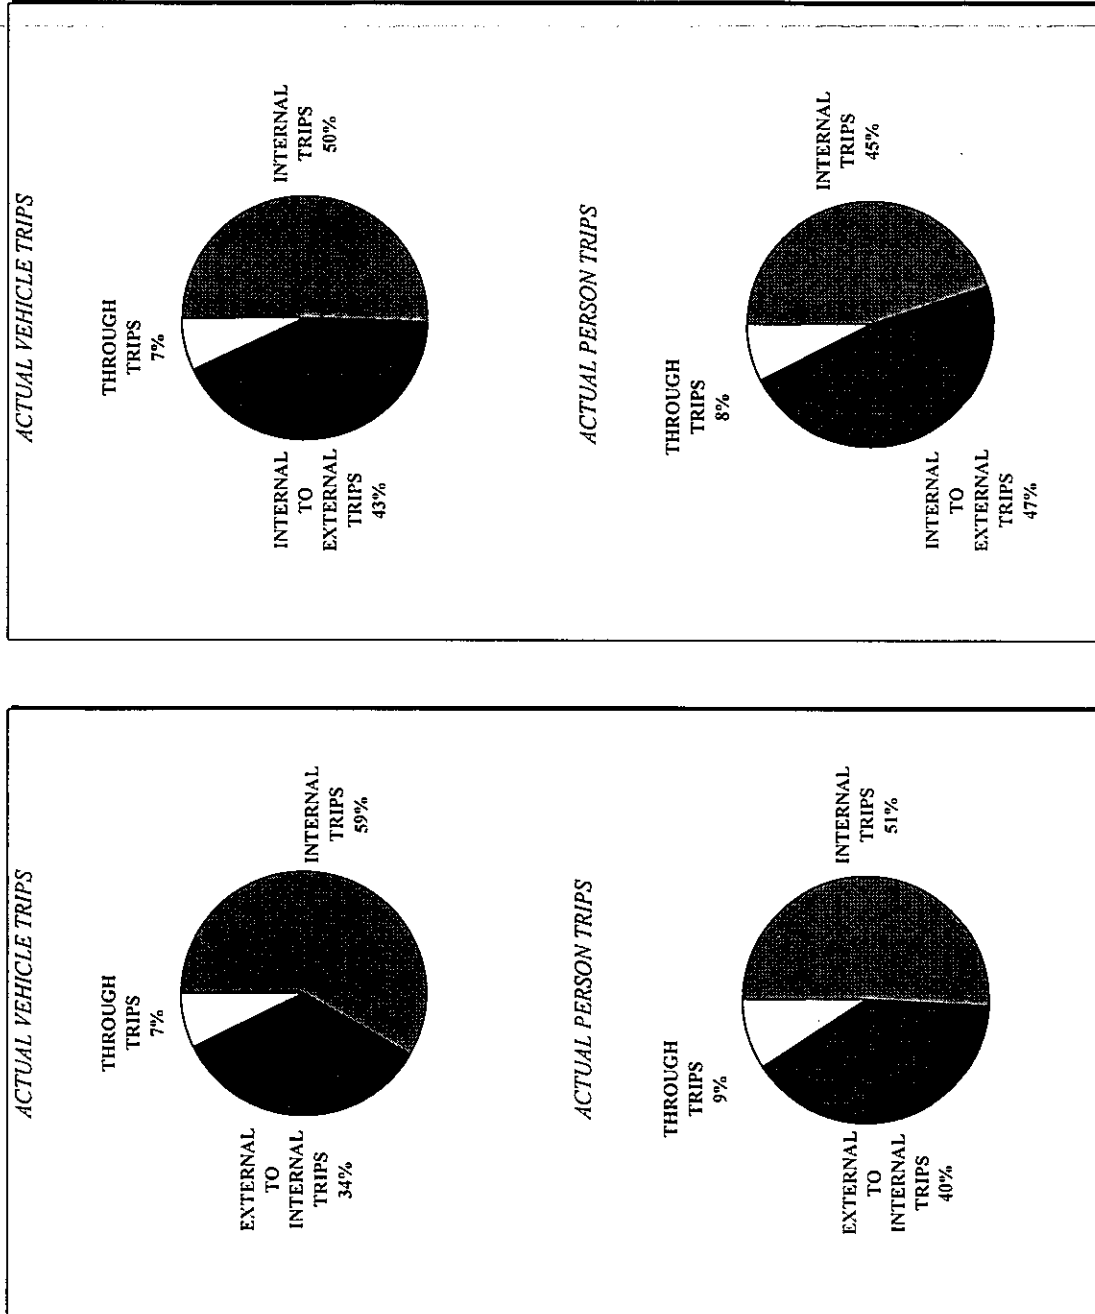 ACTUAL VEHICLE TRIPS
THROUGH
TRIPS
7%
EXTERNAL
TO
INTERNAL
TRIPS
34%
INTERNAL
TRIPS
59%
ACTUAL PERSON TRIPS
THROUGH
TRIPS
9%
EXTERNAL
TO
INTERNAL
TRIPS
40%
INTERNAL
TRIPS
51%
ACTUAL VEHICLE TRIPS
THROUGH
TRIPS
7%
INTERNAL
TO
EXTERNAL
TRIPS
43%
INTERNAL
TRIPS
50%
ACTUAL PERSON TRIPS
THROUGH
TRIPS
8%
INTERNAL
TO
EXTERNAL
TRIPS
47%
INTERNAL
TRIPS
45%